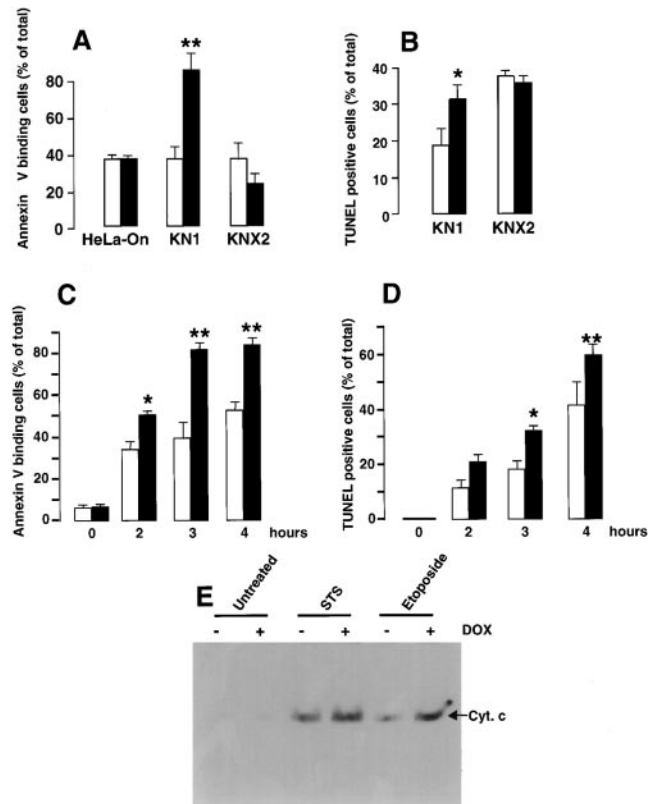 A
Annexin V binding cells (% of total)
80
60
40
20
0
**
HeLa-On KN1 KNX2
B
TUNEL positive cells (% of total)
40
30
20
10
0
*
KN1 KNX2
C
Annexin V binding cells (% of total)
80
60
40
20
0
* ** **
0 2 3 4 hours
D
TUNEL positive cells (% of total)
60
40
20
0
* **
0 2 3 4 hours
E
Untreated STS Etoposide
- + - + - + DOX
Cyt. c